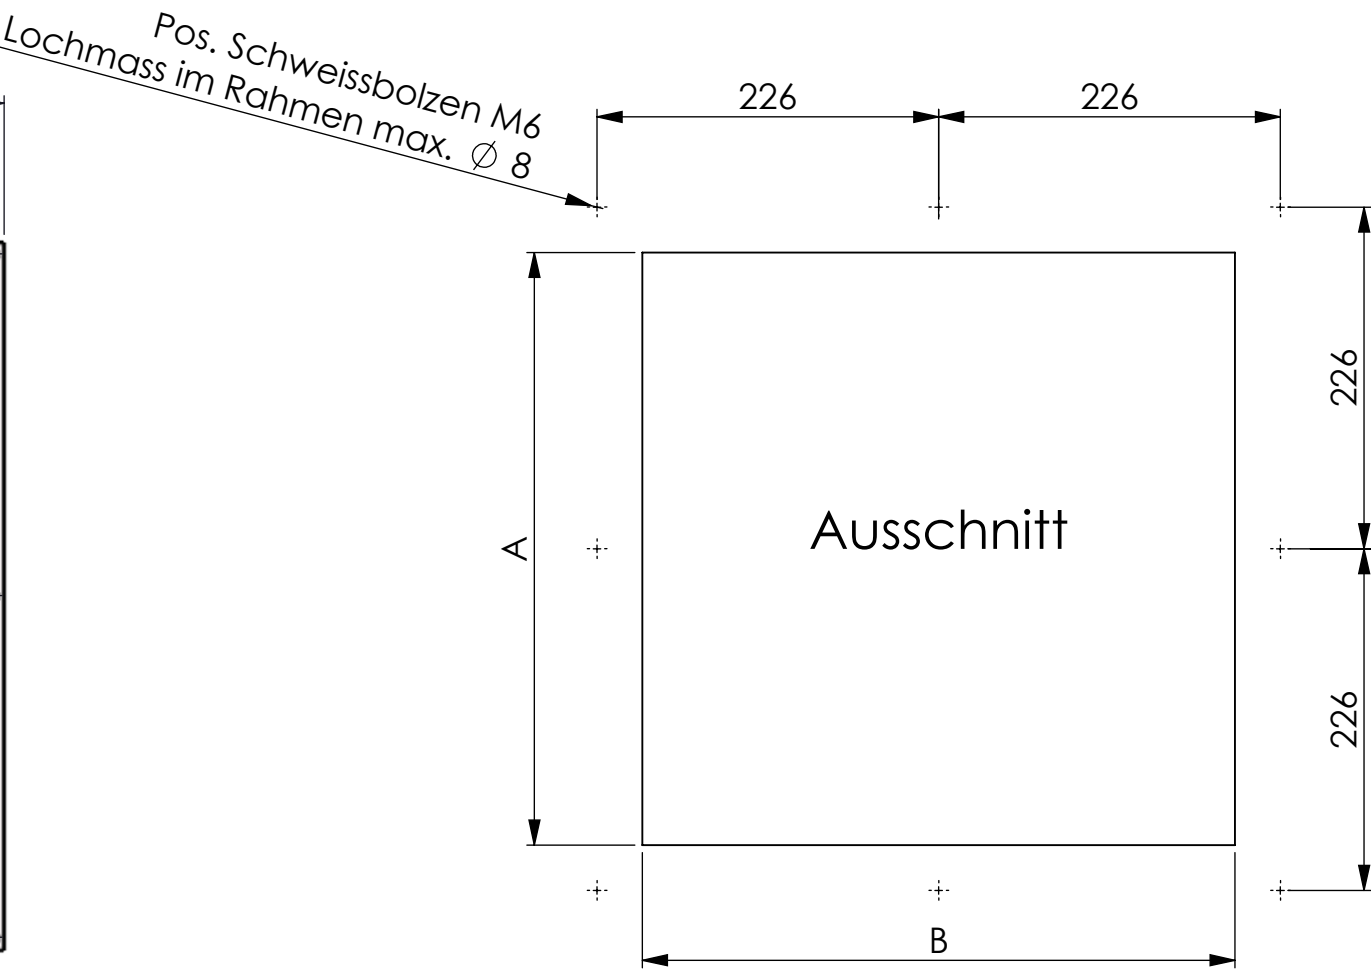 Pos. Schweissbolzen M6
Lochmass im Rahmen max. ∅ 8
226
226
226
A
Ausschnitt
226
B